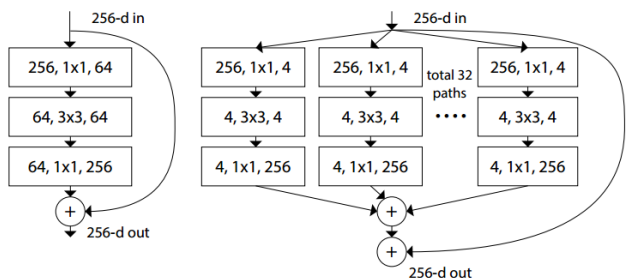 256-d in
256, 1x1, 64
64, 3x3, 64
64, 1x1, 256
+
256-d out
256-d in
256, 1x1, 4
256, 1x1, 4
total 32
paths
....
256, 1x1, 4
4, 3x3, 4
4, 3x3, 4
4, 3x3, 4
4, 1x1, 256
4, 1x1, 256
4, 1x1, 256
+
+
256-d out